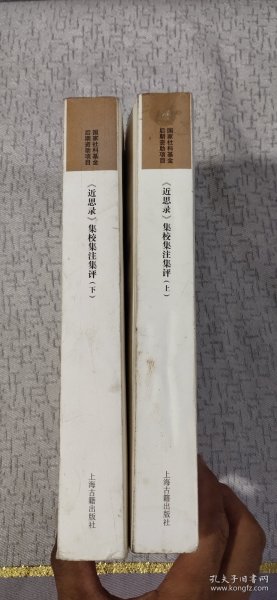 国家社科基金
后期资助项目
《近思录》集校集注集评（下）
上海古籍出版社
国家社科基金
后期资助项目
《近思录》集校集注集评（上）
上海古籍出版社
孔夫子旧书网
www.kongfz.com